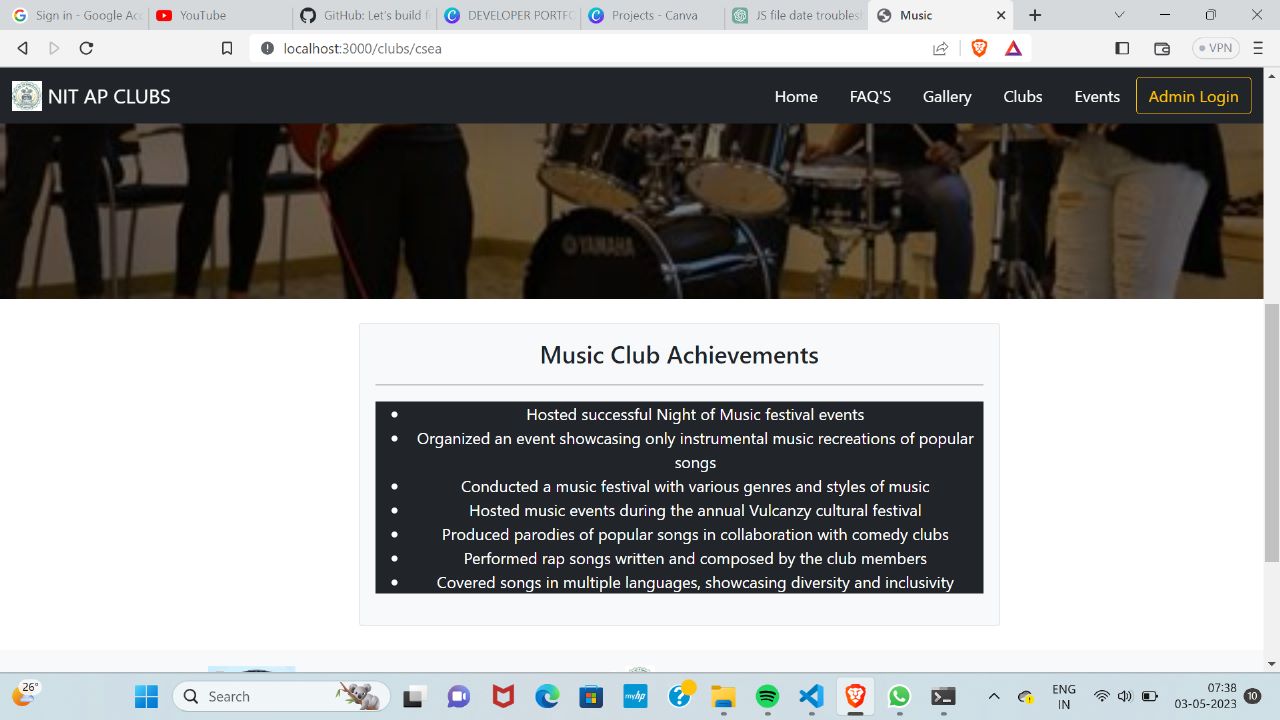 Sign in - Google Acc
YouTube
GitHub: Let's build f
DEVELOPER PORTFO
Projects - Canva
JS file date troublesh
Music
localhost:3000/clubs/csea
VPN
NIT AP CLUBS
Home
FAQ'S
Gallery
Clubs
Events
Admin Login
YAMAHA
Music Club Achievements
• Hosted successful Night of Music festival events
• Organized an event showcasing only instrumental music recreations of popular
songs
• Conducted a music festival with various genres and styles of music
• Hosted music events during the annual Vulcanzy cultural festival
• Produced parodies of popular songs in collaboration with comedy clubs
• Performed rap songs written and composed by the club members
• Covered songs in multiple languages, showcasing diversity and inclusivity
26°
Search
myhp
ENG
IN
07:38
03-05-2023
10